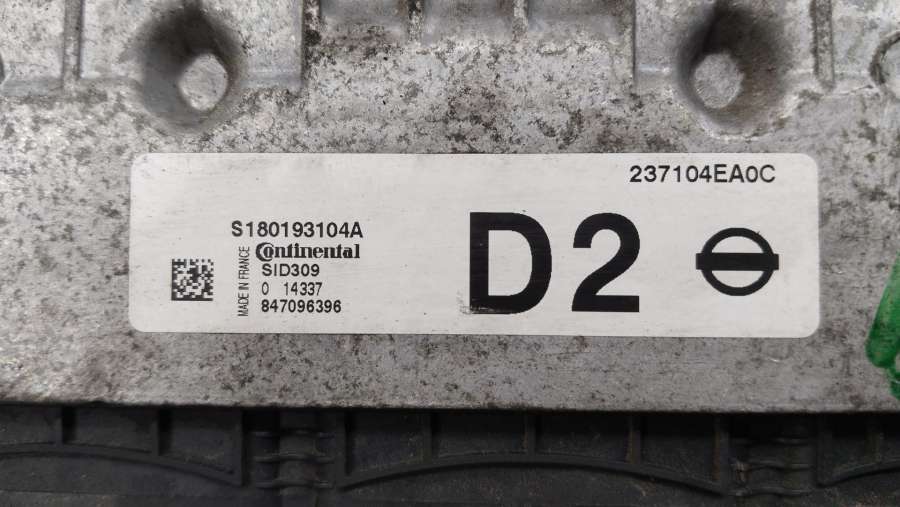 237104EA0C
S180193104A
Continental
SID309
0 14337
847096396
MADE IN FRANCE
D2